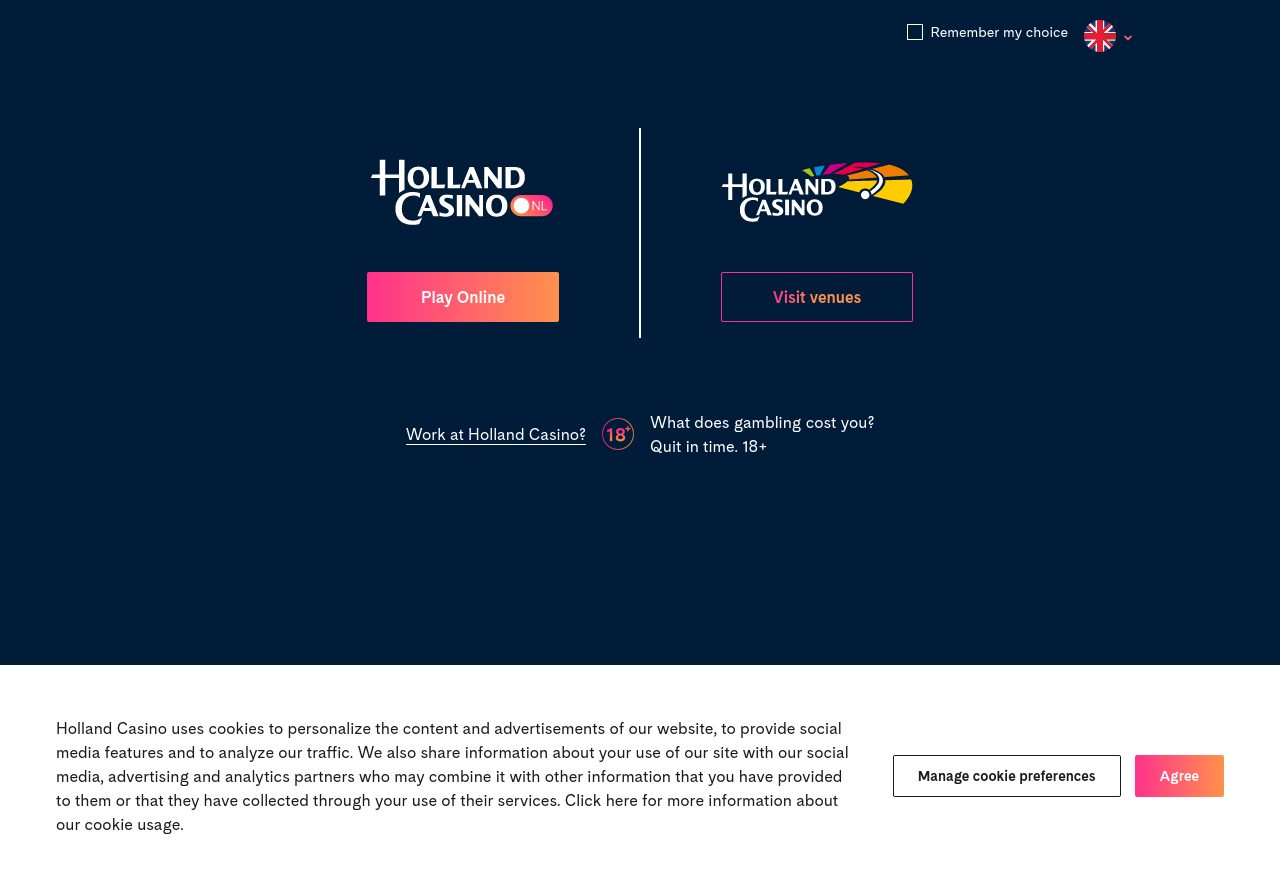 Remember my choice
HOLLAND
CASINO NL
HOLLAND
CASINO
Play Online
Visit venues
Work at Holland Casino?
18+
What does gambling cost you?
Quit in time. 18+
Holland Casino uses cookies to personalize the content and advertisements of our website, to provide social
media features and to analyze our traffic. We also share information about your use of our site with our social
media, advertising and analytics partners who may combine it with other information that you have provided
to them or that they have collected through your use of their services. Click here for more information about
our cookie usage.
Manage cookie preferences
Agree